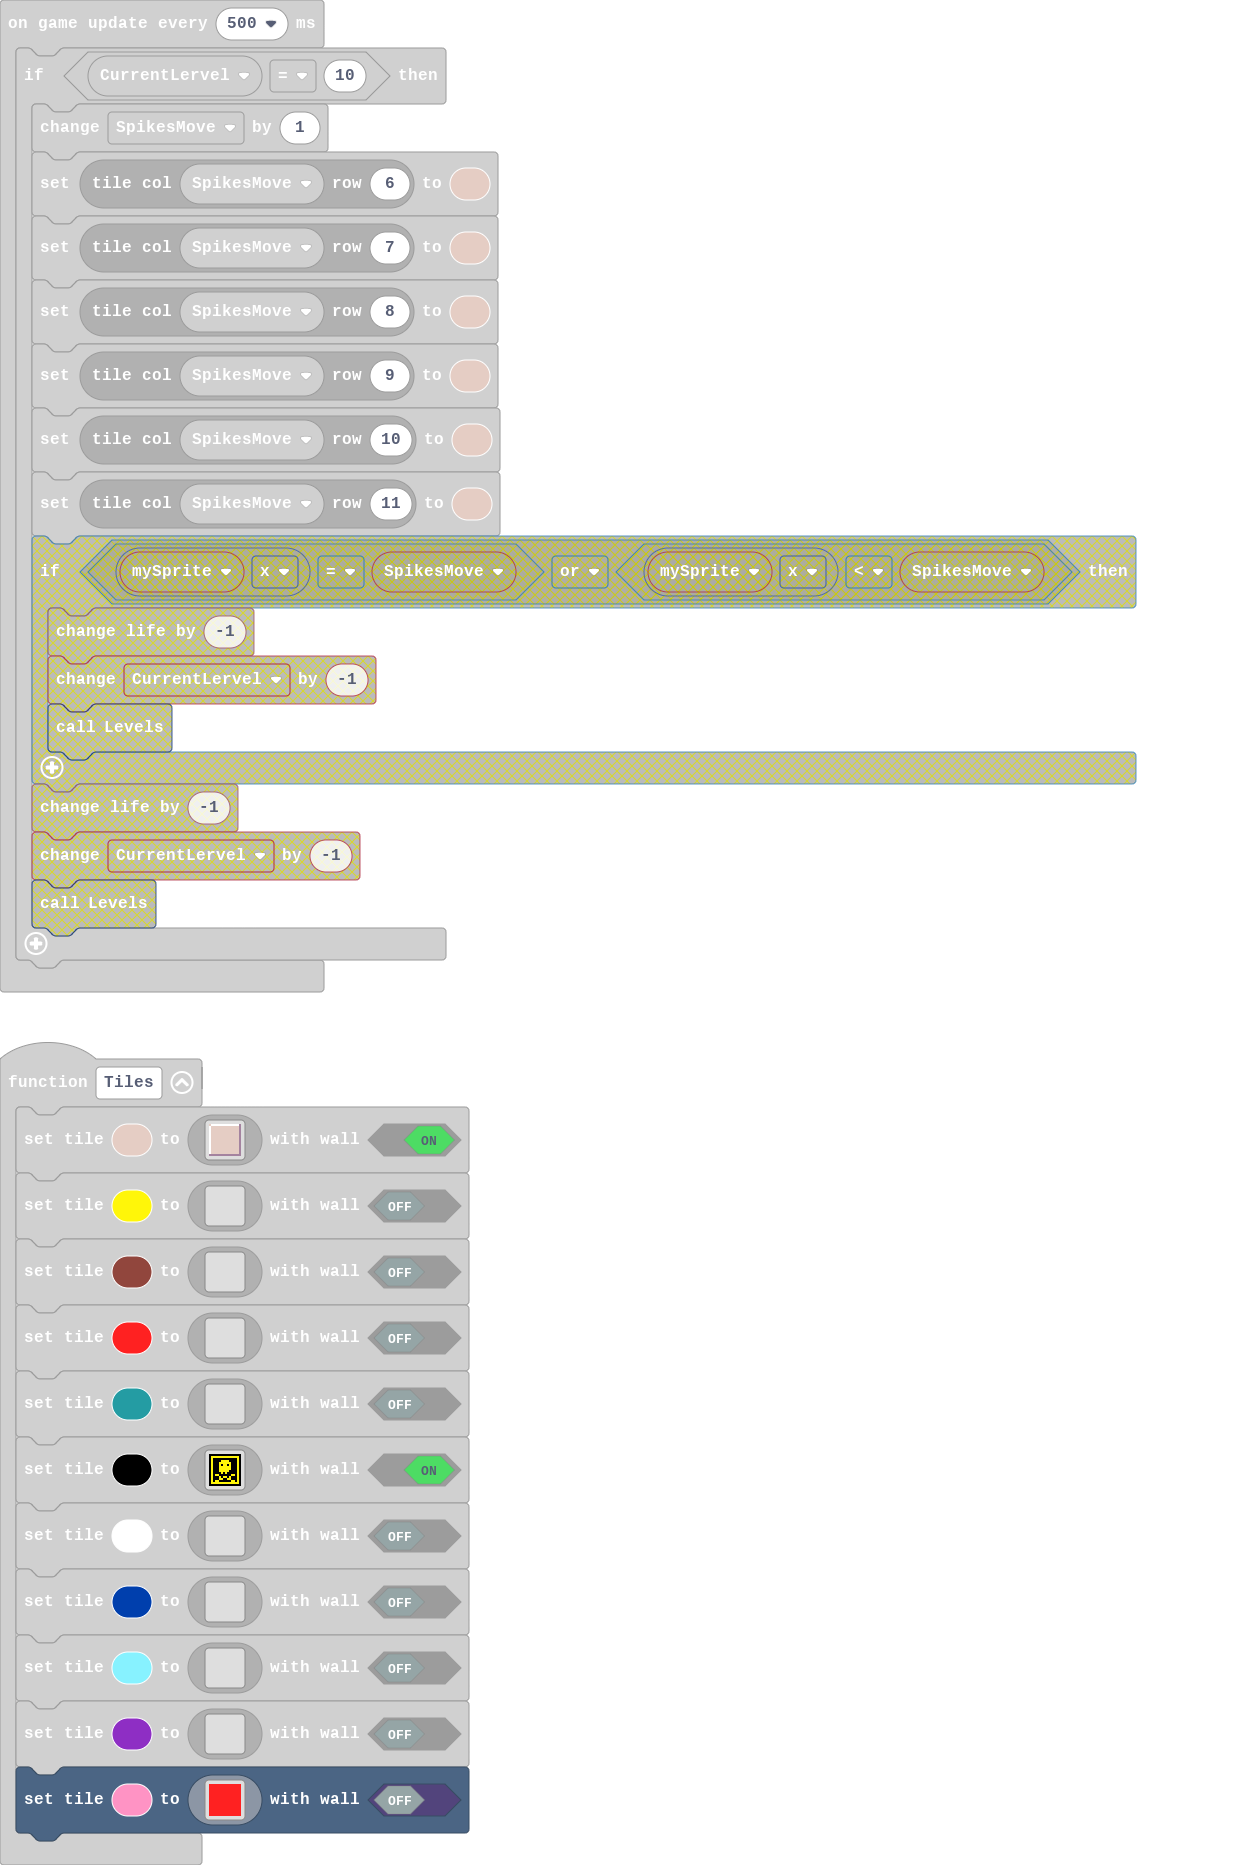 on game update every 500 ms
if CurrentLervel = 10 then
change SpikesMove by 1
set tile col SpikesMove row 6 to
set tile col SpikesMove row 7 to
set tile col SpikesMove row 8 to
set tile col SpikesMove row 9 to
set tile col SpikesMove row 10 to
set tile col SpikesMove row 11 to
if mySprite x = SpikesMove or mySprite x < SpikesMove then
change life by -1
change CurrentLervel by -1
call Levels
change life by -1
change CurrentLervel by -1
call Levels
function Tiles
set tile to with wall ON
set tile to with wall OFF
set tile to with wall OFF
set tile to with wall OFF
set tile to with wall OFF
set tile to with wall ON
set tile to with wall OFF
set tile to with wall OFF
set tile to with wall OFF
set tile to with wall OFF
set tile to with wall OFF